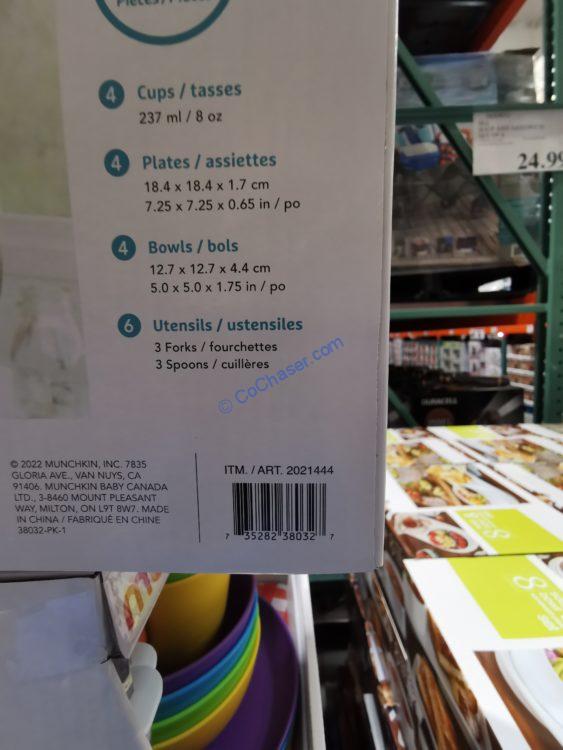 4 Cups / tasses
237 ml / 8 oz
4 Plates / assiettes
18.4 x 18.4 x 1.7 cm
7.25 x 7.25 x 0.65 in / po
4 Bowls / bols
12.7 x 12.7 x 4.4 cm
5.0 x 5.0 x 1.75 in / po
6 Utensils / ustensiles
3 Forks / fourchettes
3 Spoons / cuillères
© CoChaser.com
© 2022 MUNCHKIN, INC. 7835
GLORIA AVE., VAN NUYS, CA
91406. MUNCHKIN BABY CANADA
LTD., 3-8460 MOUNT PLEASANT
WAY, MILTON, ON L9T 8W7. MADE
IN CHINA / FABRIQUÉ EN CHINE
38032-PK-1
ITM. / ART. 2021444
7 35282 38032 7
24.99
DURACELL
8